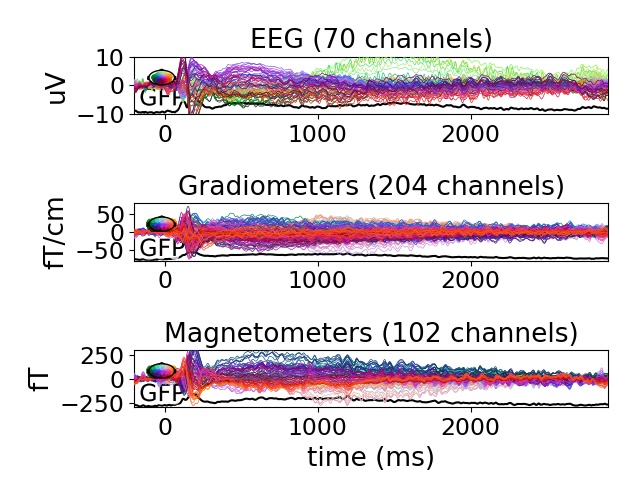 EEG (70 channels)
10
0
−10
uV
GFP
0
1000
2000
Gradiometers (204 channels)
50
0
−50
fT/cm
GFP
0
1000
2000
Magnetometers (102 channels)
250
0
−250
fT
GFP
0
1000
2000
time (ms)